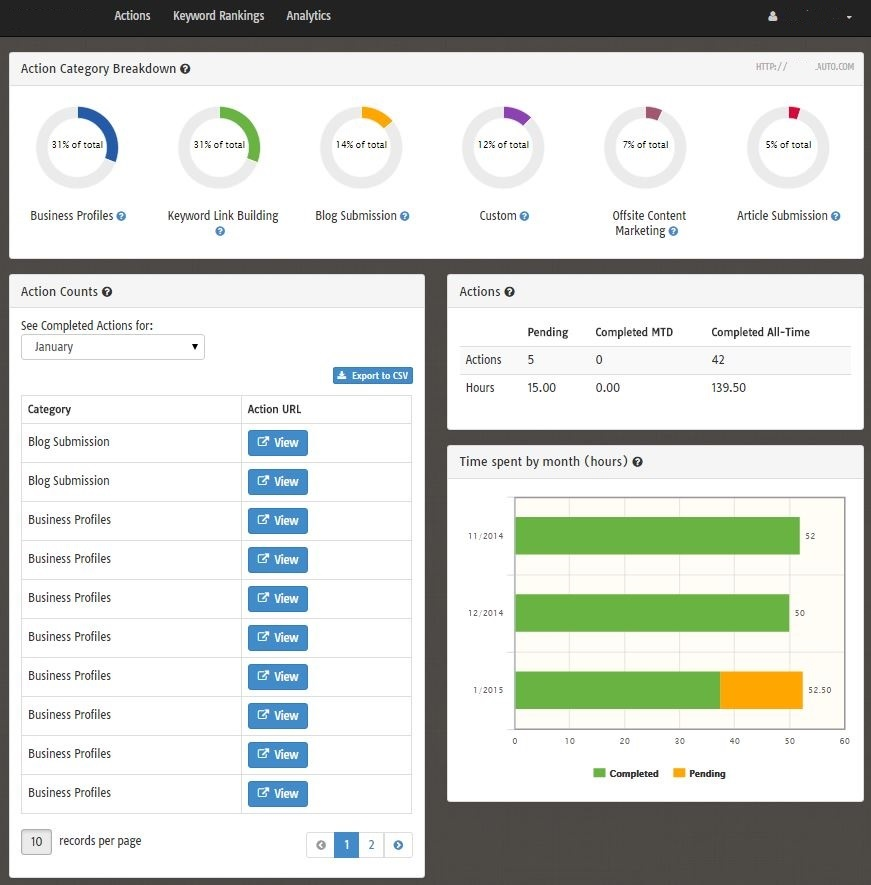 Actions Keyword Rankings Analytics
Action Category Breakdown
HTTP:// .AUTO.COM
31% of total 31% of total 14% of total 12% of total 7% of total 5% of total
Business Profiles Keyword Link Building Blog Submission Custom Offsite Content Marketing Article Submission
Action Counts
See Completed Actions for:
January
Export to CSV
Category Action URL
Blog Submission View
Blog Submission View
Business Profiles View
Business Profiles View
Business Profiles View
Business Profiles View
Business Profiles View
Business Profiles View
Business Profiles View
Business Profiles View
10 records per page
1 2
Actions
Pending Completed MTD Completed All-Time
Actions 5 0 42
Hours 15.00 0.00 139.50
Time spent by month (hours)
11/2014 52
12/2014 50
1/2015 52.50
0 10 20 30 40 50 60
Completed Pending